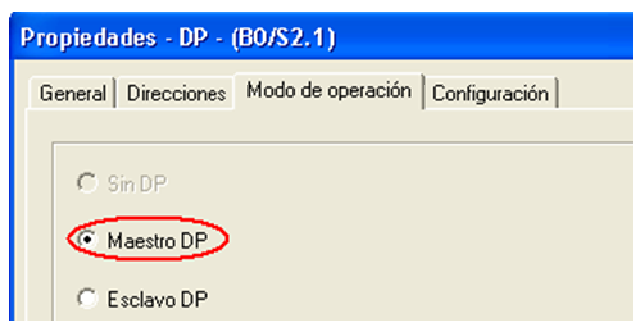 Propiedades - DP - (B0/S2.1)
General Direcciones Modo de operación Configuración
Sin DP
Maestro DP
Esclavo DP